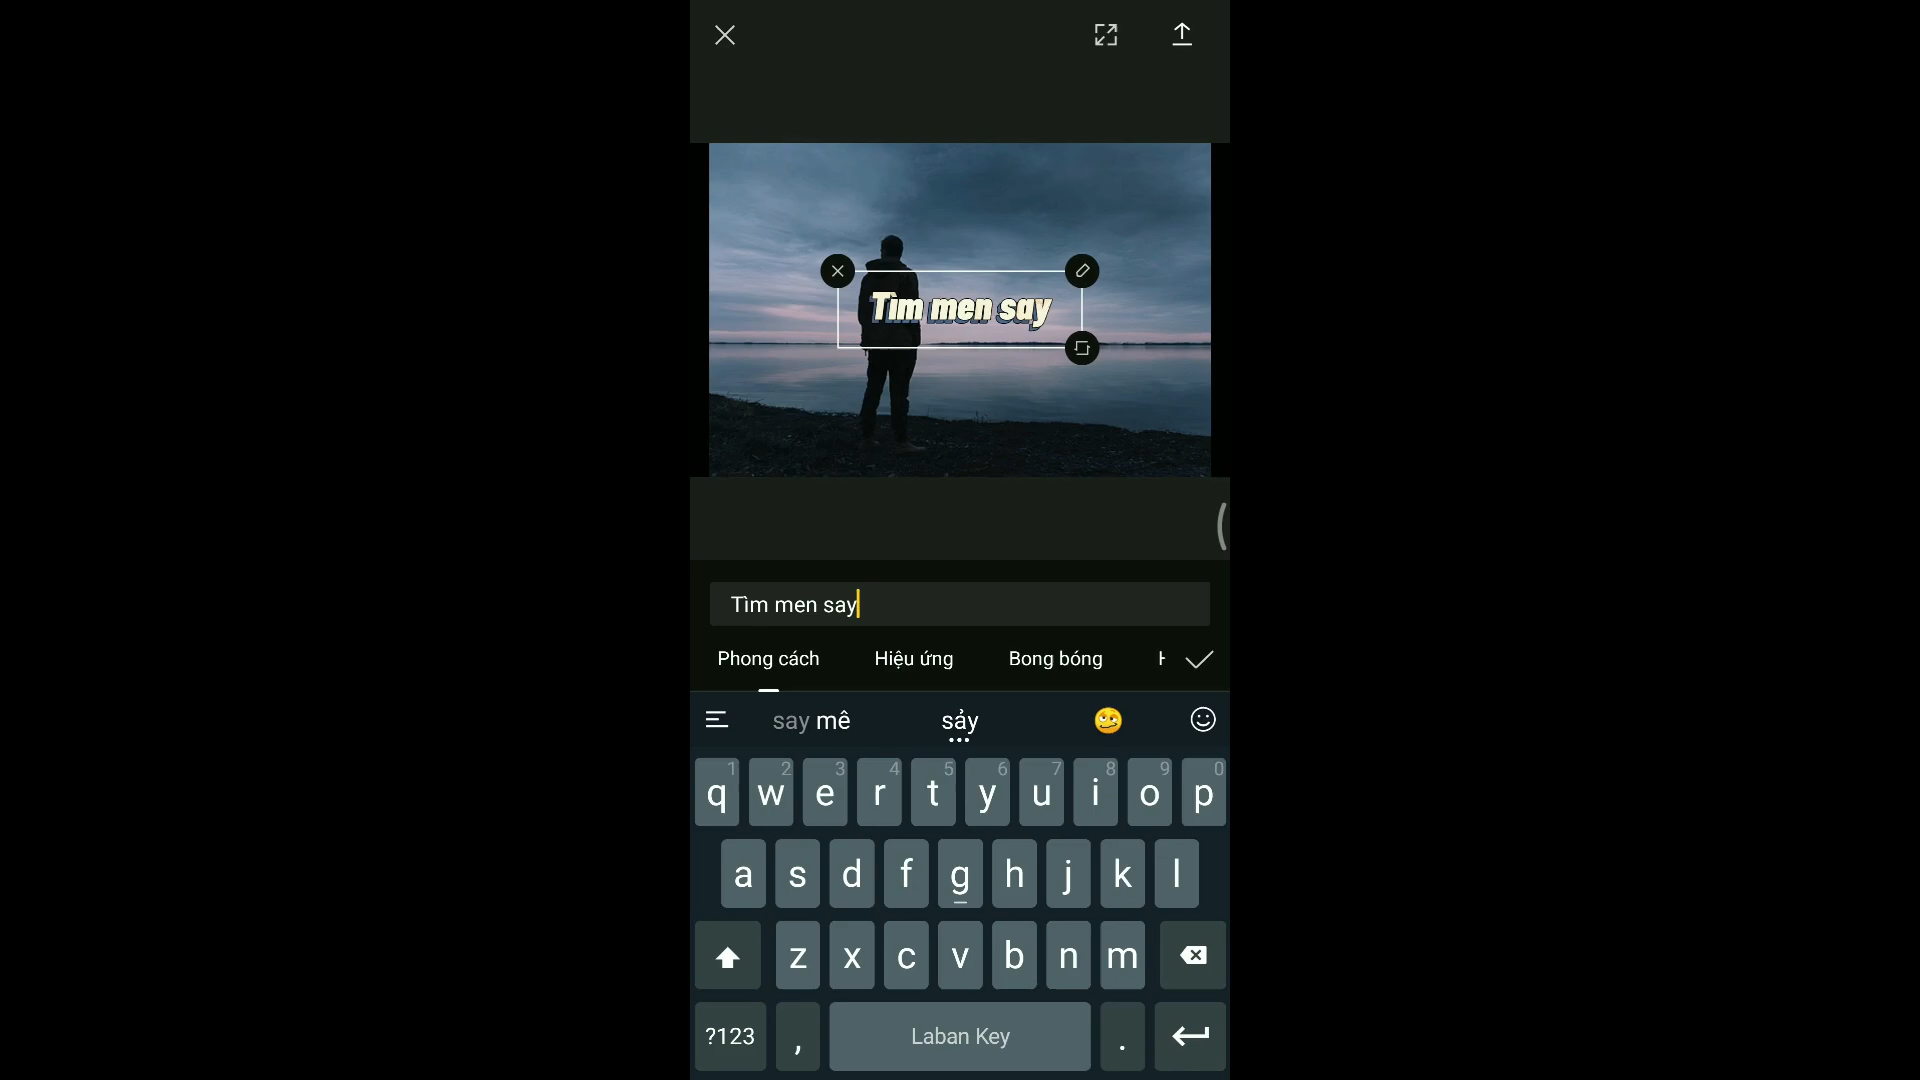 Tìm men say
Tìm men say
Phong cách Hiệu ứng Bong bóng
say mê sảy
1 2 3 4 5 6 7 8 9 0
q w e r t y u i o p
a s d f g h j k l
z x c v b n m
?123 , Laban Key .